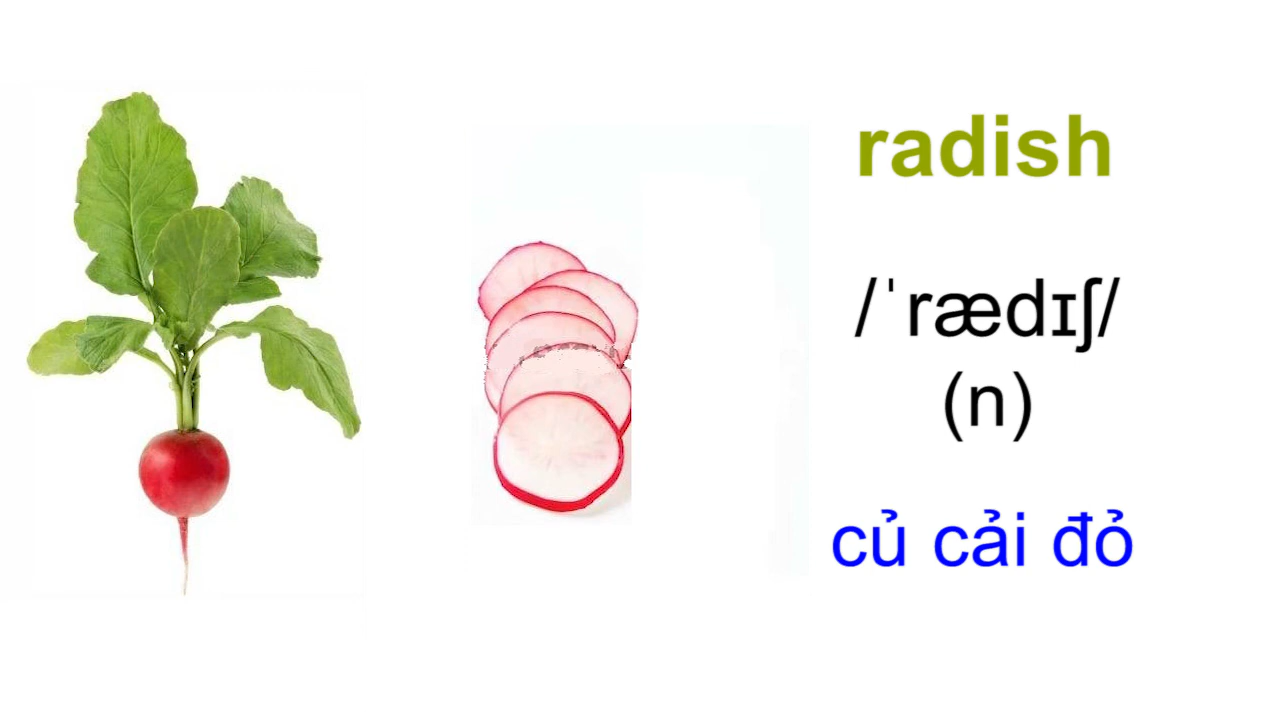 radish
/ˈrædɪʃ/
(n)
củ cải đỏ